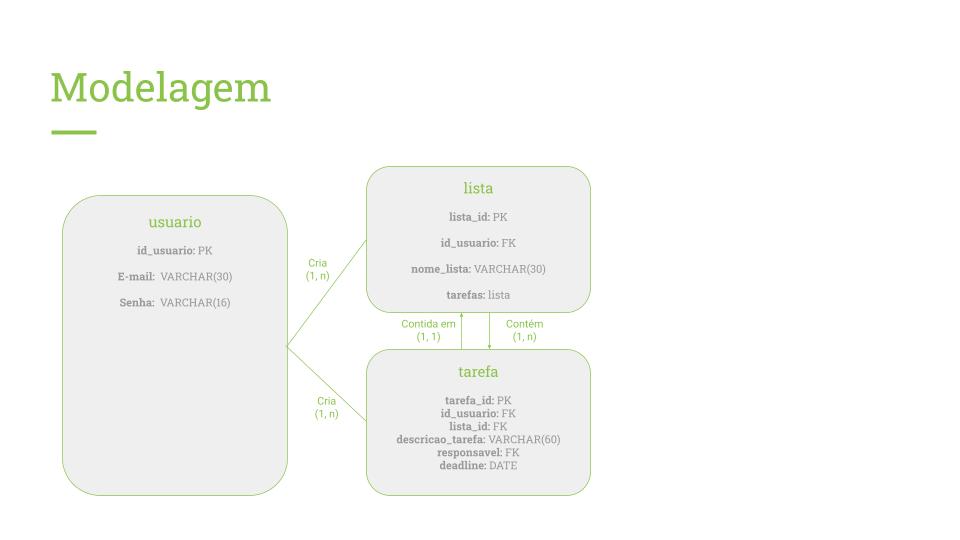 Modelagem
usuario
id_usuario: PK
E-mail: VARCHAR(30)
Senha: VARCHAR(16)
Cria
(1, n)
Cria
(1, n)
lista
lista_id: PK
id_usuario: FK
nome_lista: VARCHAR(30)
tarefas: lista
Contida em
(1, 1)
Contém
(1, n)
tarefa
tarefa_id: PK
id_usuario: FK
lista_id: FK
descricao_tarefa: VARCHAR(60)
responsavel: FK
deadline: DATE